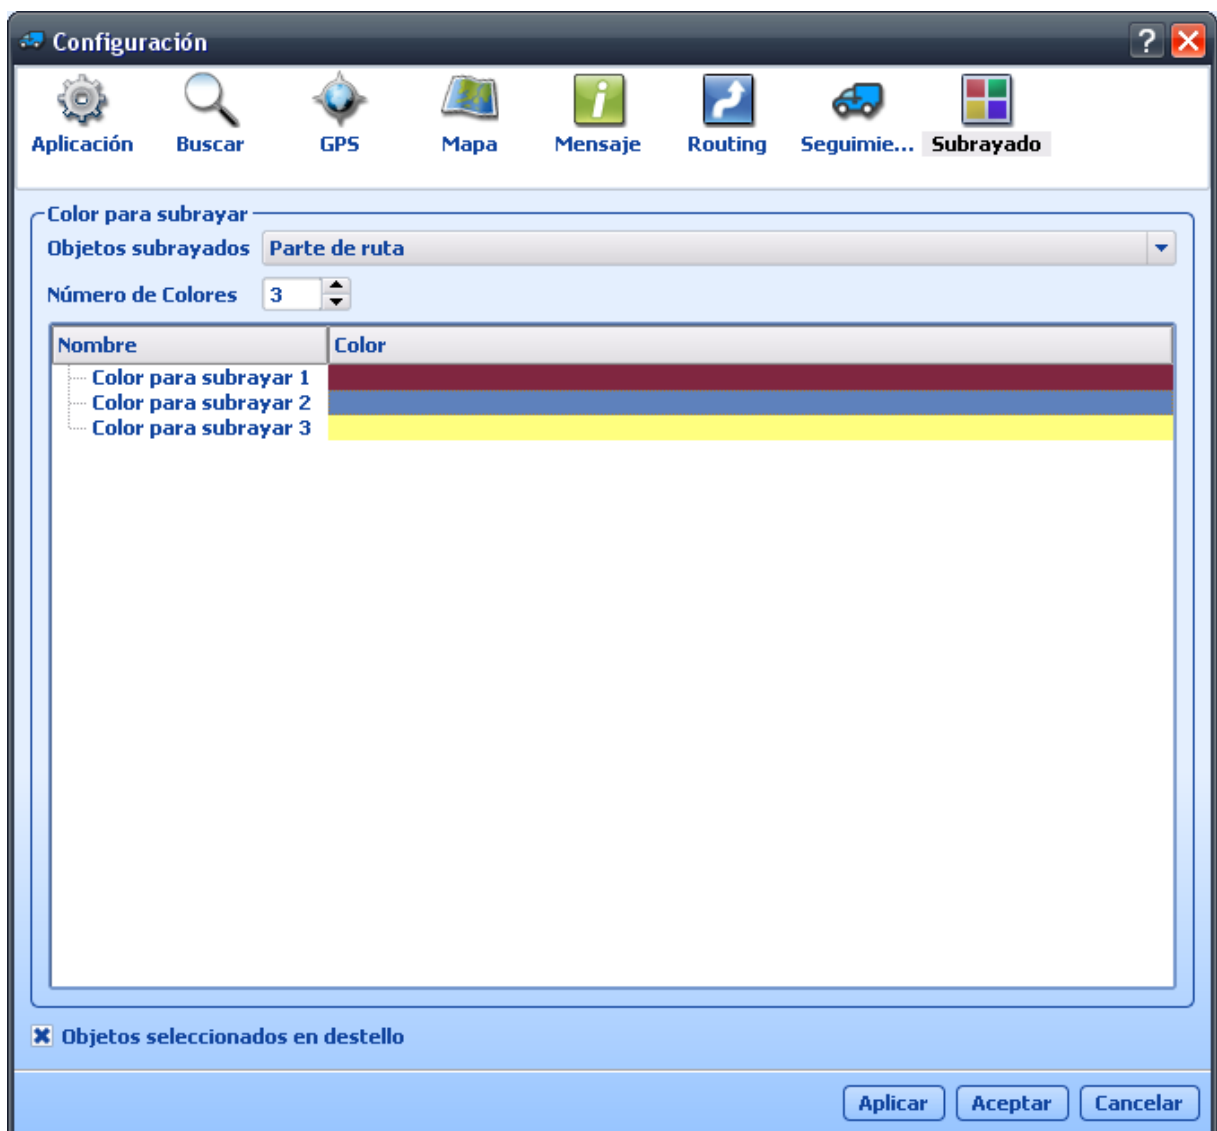 Configuración ?
Aplicación Buscar GPS Mapa Mensaje Routing Seguimie... Subrayado
Color para subrayar
Objetos subrayados Parte de ruta
Número de Colores 3
Nombre Color
Color para subrayar 1
Color para subrayar 2
Color para subrayar 3
Objetos seleccionados en destello
Aplicar Aceptar Cancelar